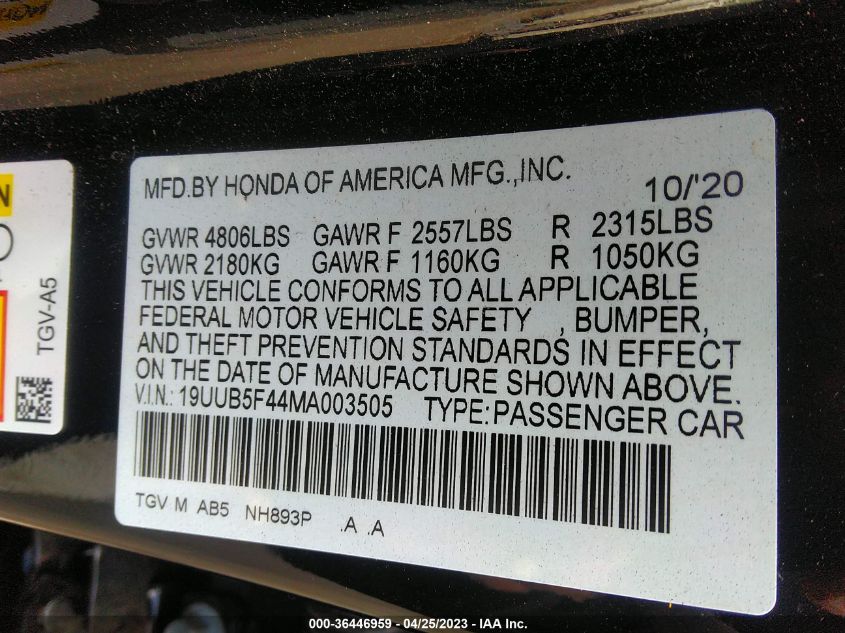 MFD.BY HONDA OF AMERICA MFG.,INC. 10/'20
GVWR 4806LBS GAWR F 2557LBS R 2315LBS
GVWR 2180KG GAWR F 1160KG R 1050KG
THIS VEHICLE CONFORMS TO ALL APPLICABLE
FEDERAL MOTOR VEHICLE SAFETY , BUMPER,
AND THEFT PREVENTION STANDARDS IN EFFECT
ON THE DATE OF MANUFACTURE SHOWN ABOVE.
V.I.N.: 19UUB5F44MA003505 TYPE: PASSENGER CAR
TGV M AB5 NH893P .A .A
TGV-A5
000-36446959 - 04/25/2023 - IAA Inc.